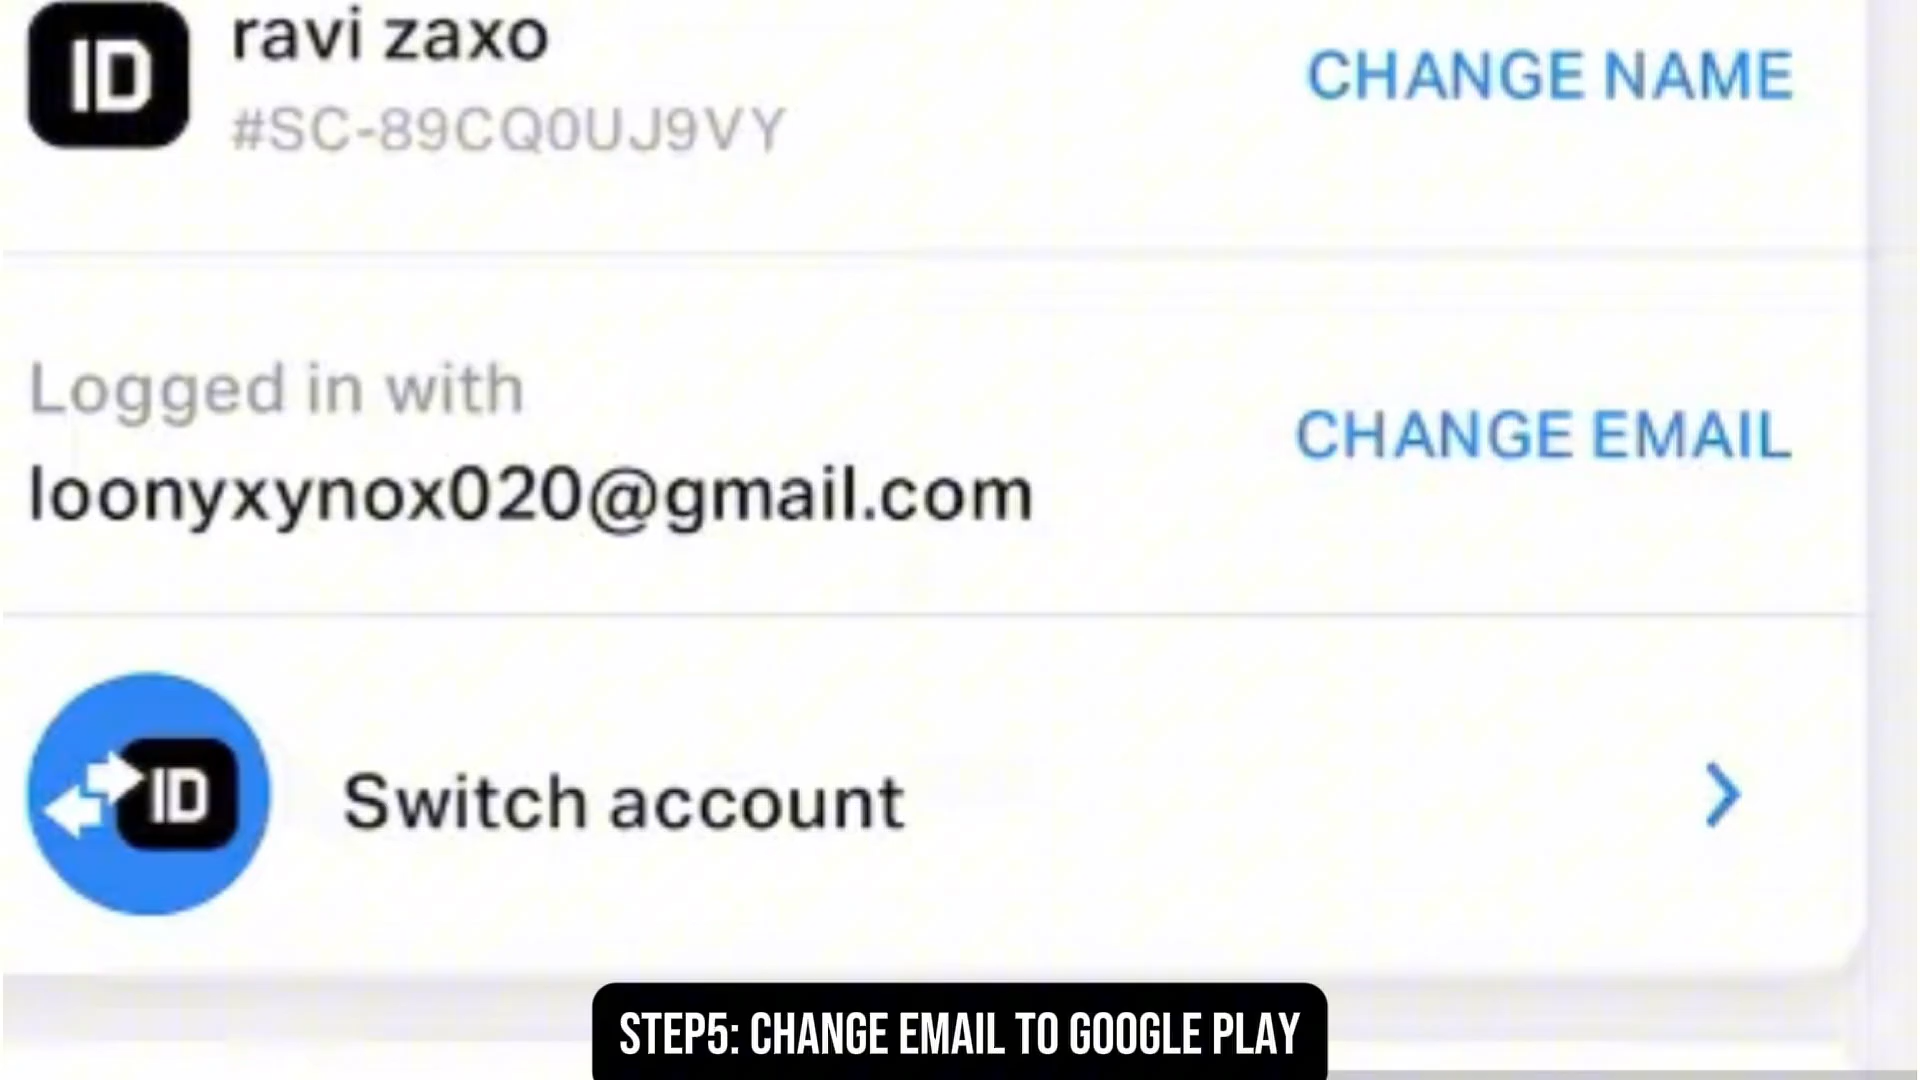 ID
ravi zaxo
#SC-89CQ0UJ9VY
CHANGE NAME
Logged in with
loonyxynox020@gmail.com
CHANGE EMAIL
ID
Switch account
STEP5: CHANGE EMAIL TO GOOGLE PLAY